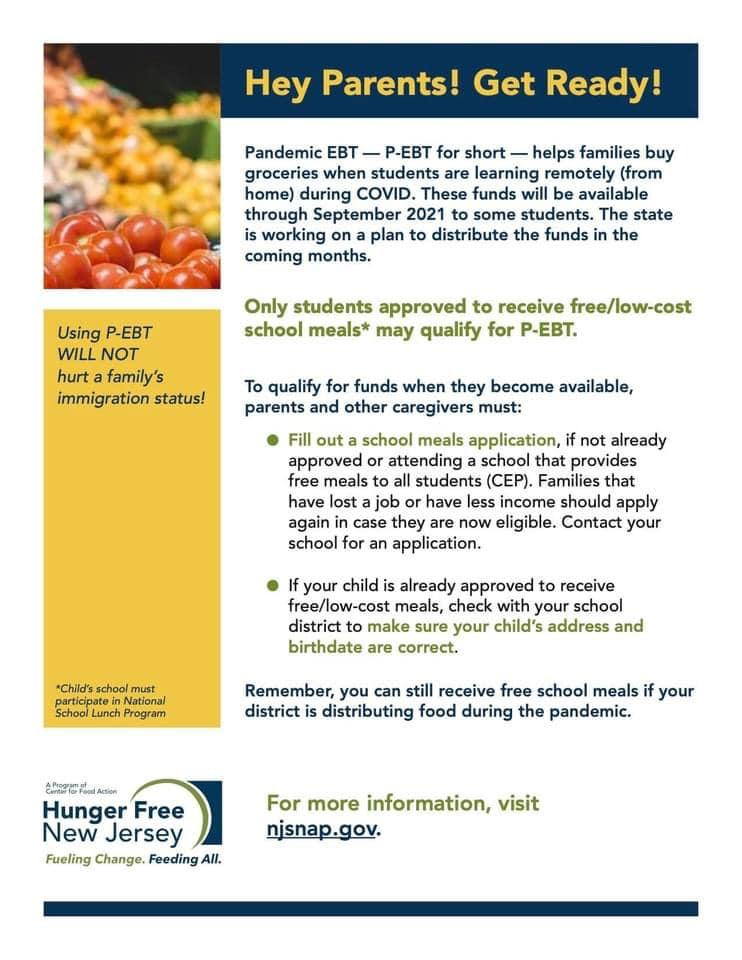 Hey Parents! Get Ready!
Pandemic EBT — P-EBT for short — helps families buy
groceries when students are learning remotely (from
home) during COVID. These funds will be available
through September 2021 to some students. The state
is working on a plan to distribute the funds in the
coming months.
Only students approved to receive free/low-cost
school meals* may qualify for P-EBT.
To qualify for funds when they become available,
parents and other caregivers must:
● Fill out a school meals application, if not already
approved or attending a school that provides
free meals to all students (CEP). Families that
have lost a job or have less income should apply
again in case they are now eligible. Contact your
school for an application.
● If your child is already approved to receive
free/low-cost meals, check with your school
district to make sure your child's address and
birthdate are correct.
Remember, you can still receive free school meals if your
district is distributing food during the pandemic.
Using P-EBT
WILL NOT
hurt a family's
immigration status!
*Child's school must
participate in National
School Lunch Program
A Program of
Center for Food Action
Hunger Free
New Jersey
Fueling Change. Feeding All.
For more information, visit
njsnap.gov.